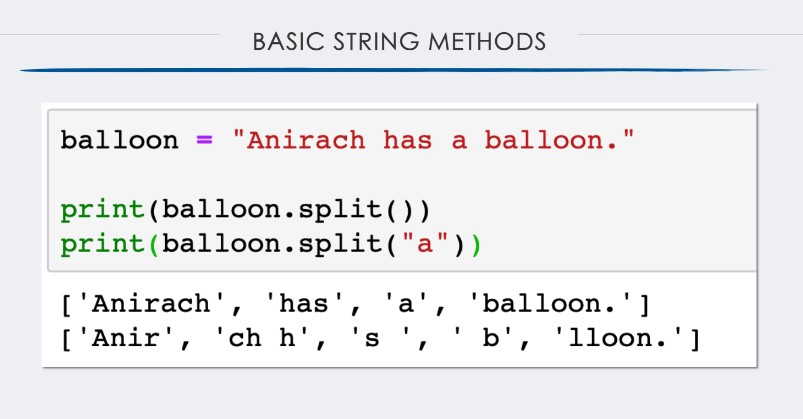 BASIC STRING METHODS
balloon = "Anirach has a balloon."
print(balloon.split())
print(balloon.split("a"))
['Anirach', 'has', 'a', 'balloon.']
['Anir', 'ch h', 's ', ' b', 'lloon.']